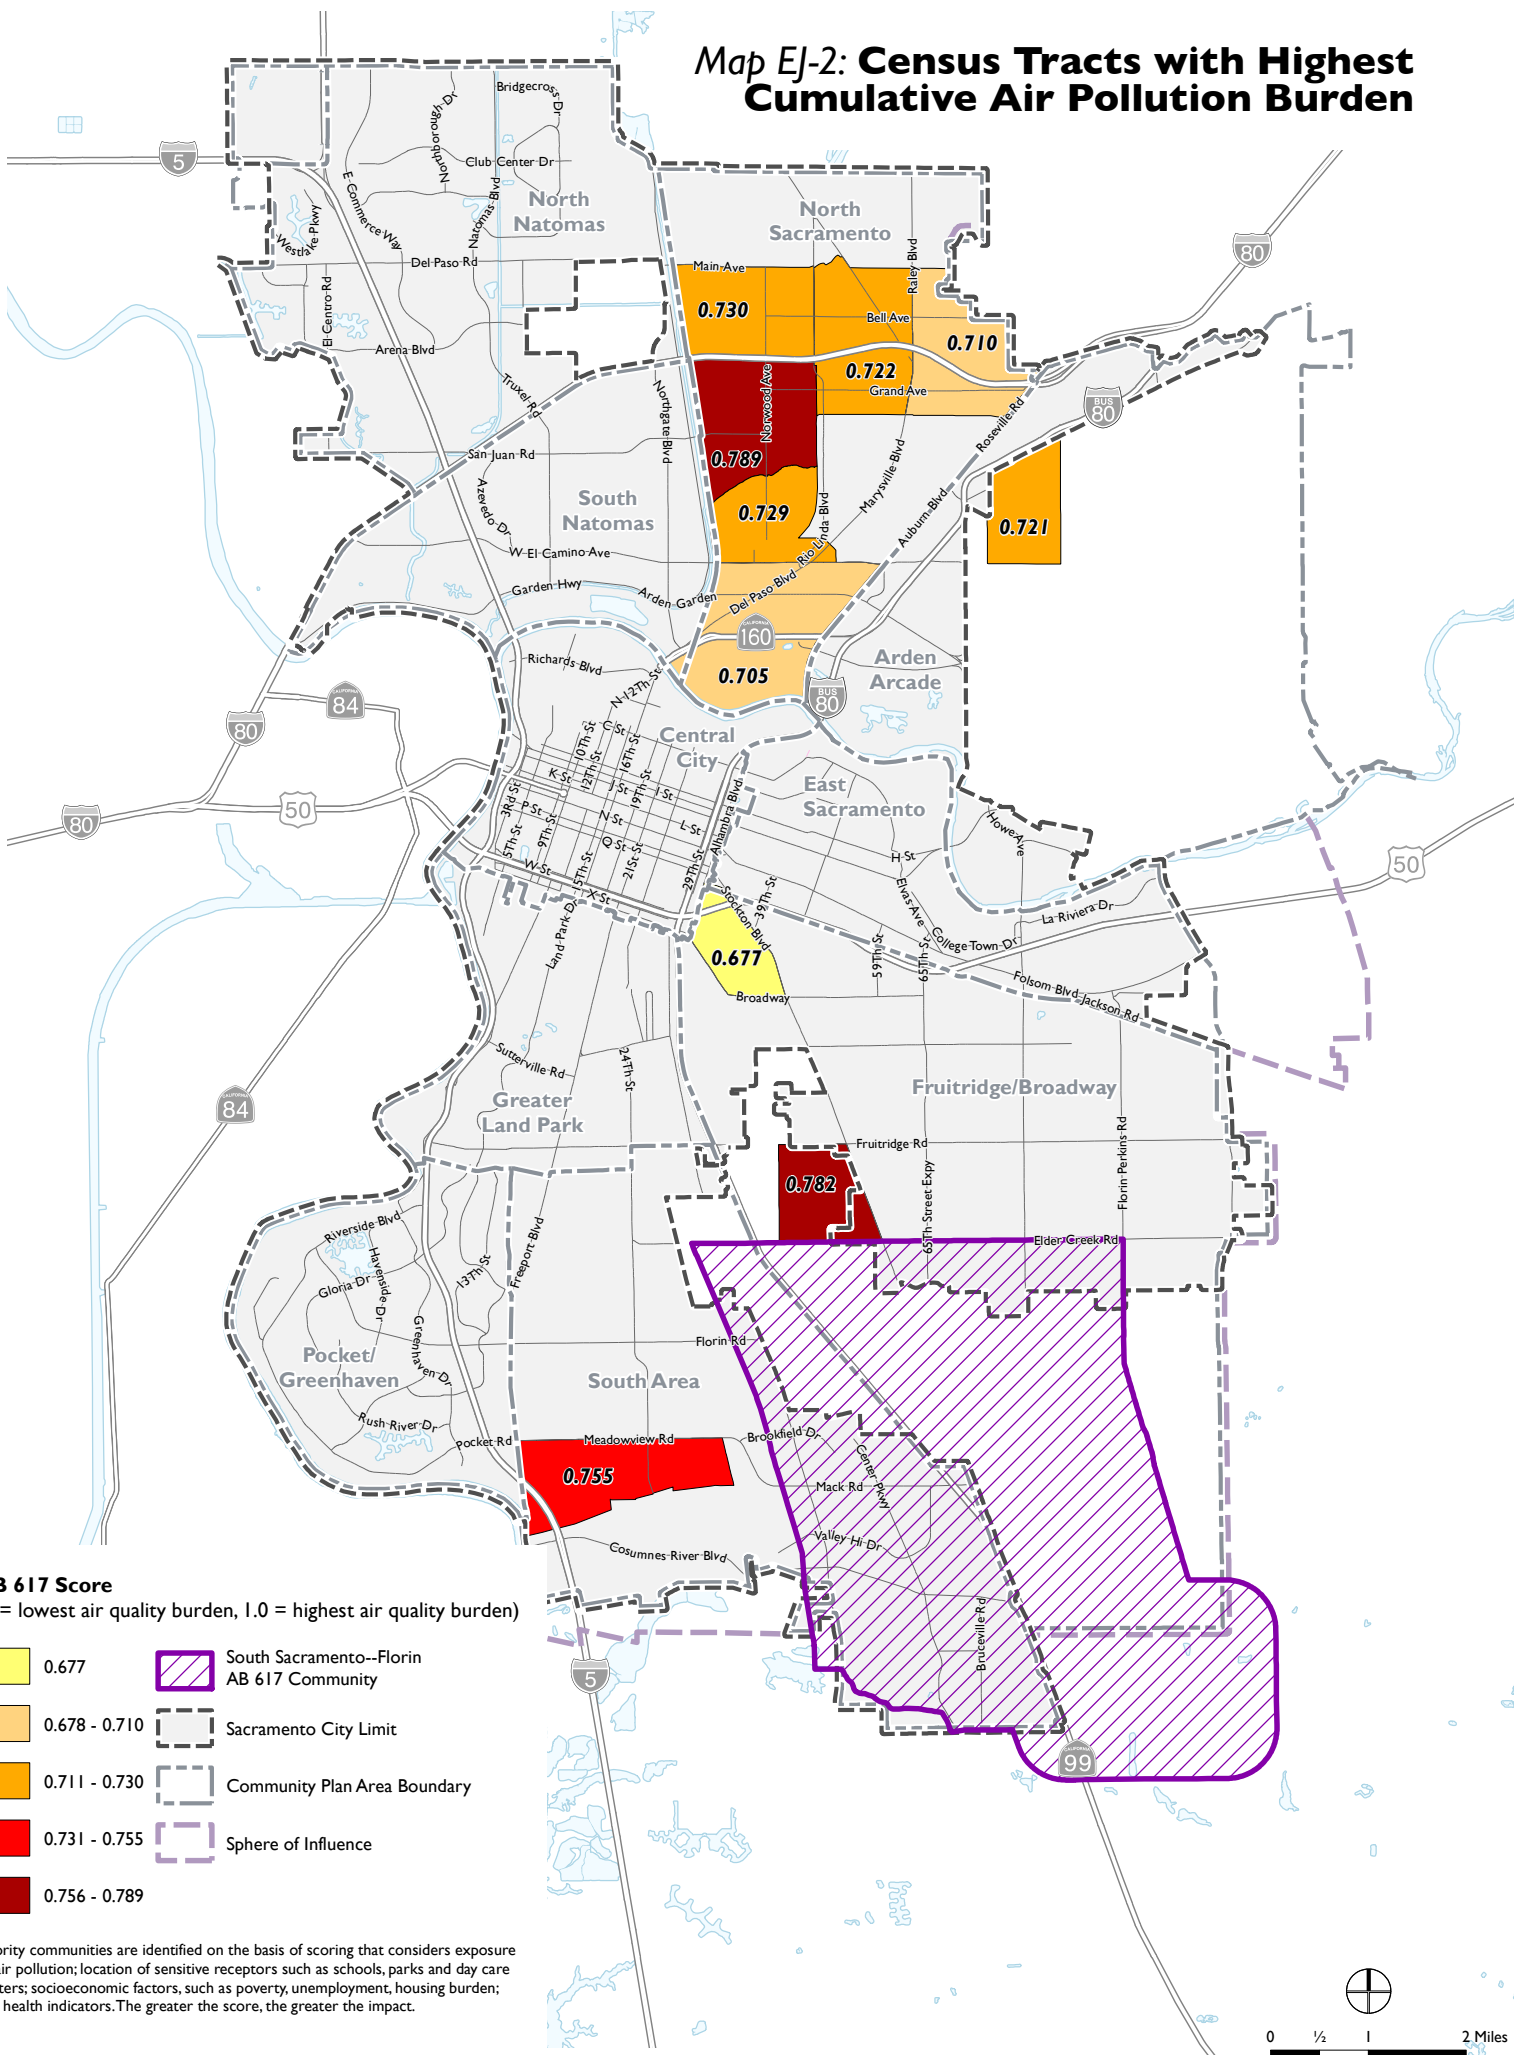 Map EJ-2: Census Tracts with Highest
Cumulative Air Pollution Burden
Bridgecross Dr
Northborough Dr
Club Center Dr
5
E Commerce Way
Natomas Blvd
North
Natomas
Westlake Pkwy
Del Paso Rd
El Centro Rd
Arena Blvd
Truxel Rd
North
Sacramento
Raley Blvd
80
Main Ave
0.730
Bell Ave
0.710
0.722
Grand Ave
Norwood Ave
Northgate Blvd
BUS
80
Roseville Rd
San Juan Rd
0.789
Marysville Blvd
Azevedo Dr
South
Natomas
0.729
Rio Linda Blvd
Auburn Blvd
0.721
W El Camino Ave
Garden Hwy
Arden Garden
Del Paso Blvd
CALIFORNIA
160
Richards Blvd
0.705
Arden
Arcade
N 12Th St
BUS
80
CALIFORNIA
84
80
C St
10Th St
12Th St
16Th St
19Th St
Central
City
K St
J St
I St
East
Sacramento
80
50
3Rd St
P St
N St
L St
5Th St
9Th St
Q St
Alhambra Blvd
Howe Ave
W St
15Th St
21St St
29Th St
H St
50
X St
Stockton Blvd
39Th St
Elvas Ave
La Riviera Dr
Land Park Dr
College Town Dr
0.677
59Th St
65Th St
Folsom Blvd
Jackson Rd
Broadway
Sutterville Rd
24Th St
CALIFORNIA
84
Greater
Land Park
Fruitridge/Broadway
Fruitridge Rd
Florin Perkins Rd
0.782
65Th Street Expy
Elder Creek Rd
Riverside Blvd
Freeport Blvd
Havenside Dr
Gloria Dr
13Th St
Greenhaven Dr
Florin Rd
Pocket/
Greenhaven
South Area
Rush River Dr
Pocket Rd
Meadowview Rd
Brookfield Dr
0.755
Center Pkwy
Mack Rd
Valley Hi Dr
Cosumnes River Blvd
Bruceville Rd
5
CALIFORNIA
99
B 617 Score
= lowest air quality burden, 1.0 = highest air quality burden)
0.677
0.678 - 0.710
0.711 - 0.730
0.731 - 0.755
0.756 - 0.789
South Sacramento--Florin
AB 617 Community
Sacramento City Limit
Community Plan Area Boundary
Sphere of Influence
ority communities are identified on the basis of scoring that considers exposure
air pollution; location of sensitive receptors such as schools, parks and day care
ters; socioeconomic factors, such as poverty, unemployment, housing burden;
health indicators. The greater the score, the greater the impact.
0 ½ 1 2 Miles